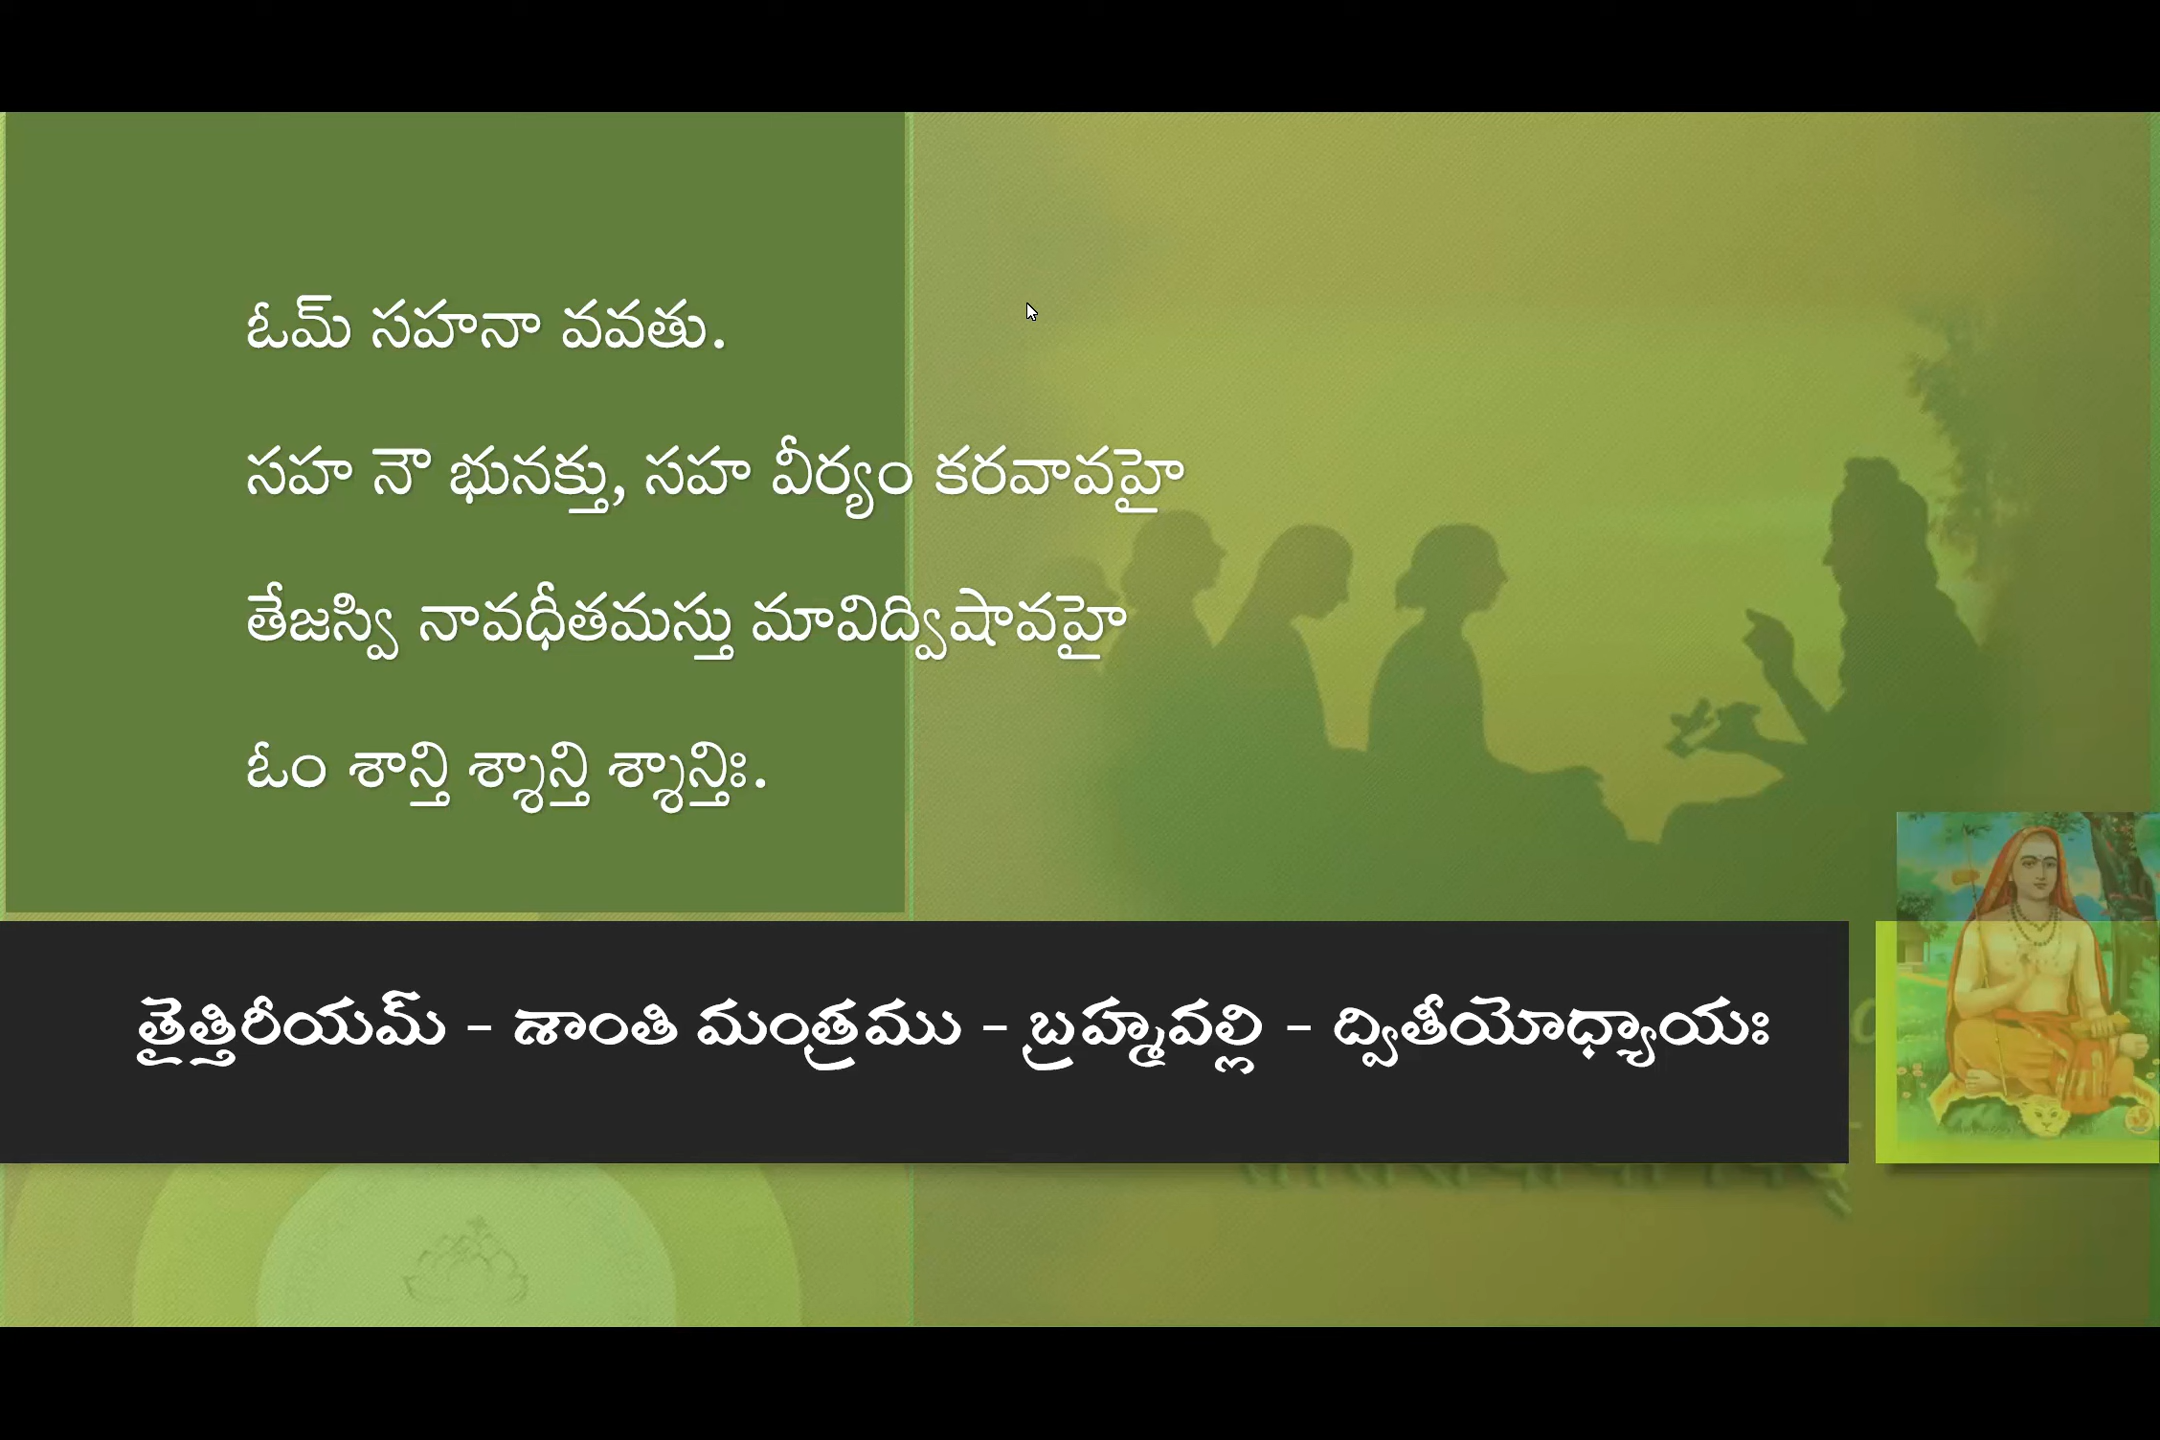 ఓమ్ సహనా వవతు.
సహ నౌ భునక్తు, సహ వీర్యం కరవావహై
తేజస్వి నావధీతమస్తు మావిద్విషావహై
ఓం శాన్తి శ్శాన్తి శ్శాన్తిః.
తైత్తిరీయమ్ - శాంతి మంత్రము - బ్రహ్మవల్లి - ద్వితీయోధ్యాయః